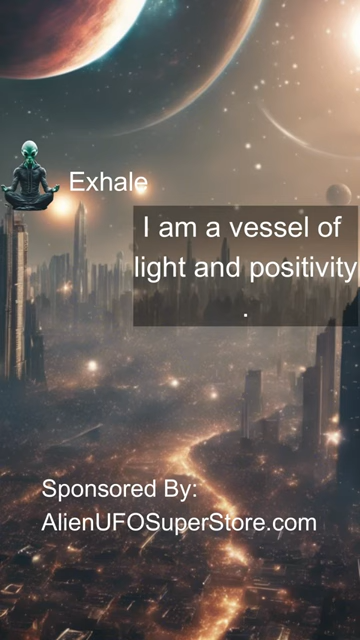 Exhale
I am a vessel of
light and positivity
.
Sponsored By:
AlienUFOSuperStore.com